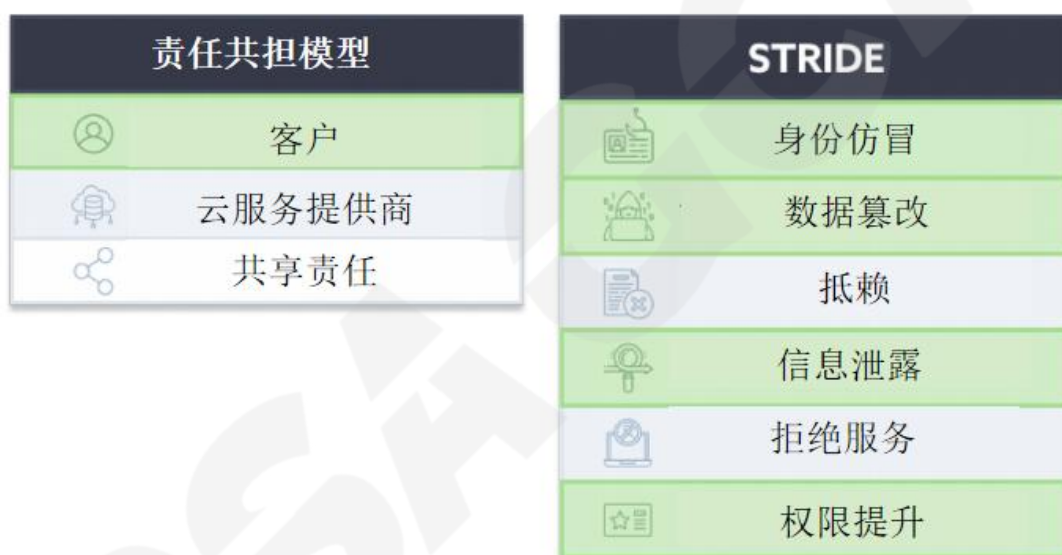 责任共担模型
客户
云服务提供商
共享责任
STRIDE
身份仿冒
数据篡改
抵赖
信息泄露
拒绝服务
权限提升